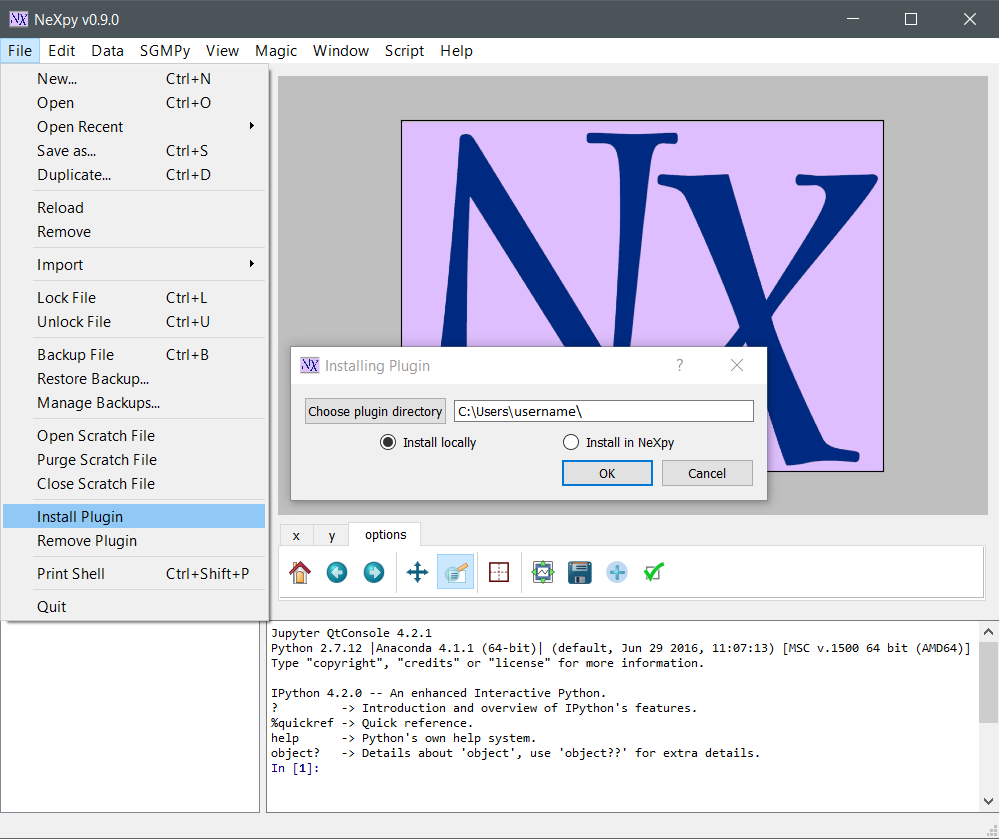 NX NeXpy v0.9.0
File Edit Data SGMPy View Magic Window Script Help
New... Ctrl+N
Open Ctrl+O
Open Recent
Save as... Ctrl+S
Duplicate... Ctrl+D
Reload
Remove
Import
Lock File Ctrl+L
Unlock File Ctrl+U
Backup File Ctrl+B
Restore Backup...
Manage Backups...
Open Scratch File
Purge Scratch File
Close Scratch File
Install Plugin
Remove Plugin
Print Shell Ctrl+Shift+P
Quit
NX
NX Installing Plugin ?
Choose plugin directory C:\Users\username\
Install locally Install in NeXpy
OK Cancel
x y options
Jupyter QtConsole 4.2.1
Python 2.7.12 |Anaconda 4.1.1 (64-bit)| (default, Jun 29 2016, 11:07:13) [MSC v.1500 64 bit (AMD64)]
Type "copyright", "credits" or "license" for more information.
IPython 4.2.0 -- An enhanced Interactive Python.
? -> Introduction and overview of IPython's features.
%quickref -> Quick reference.
help -> Python's own help system.
object? -> Details about 'object', use 'object??' for extra details.
In [1]: